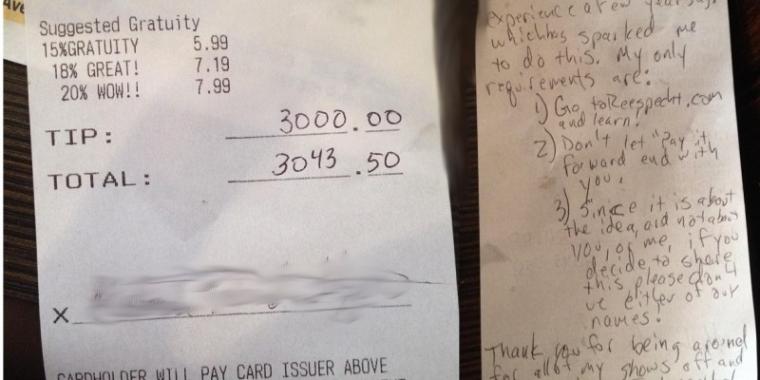 Ave
Suggested Gratuity
15%GRATUITY 5.99
18% GREAT! 7.19
20% WOW!! 7.99
TIP: 3000.00
TOTAL: 3043.50
X
CARDHOLDER WILL PAY CARD ISSUER ABOVE
experience a few years ago
which has sparked me
to do this. My only
requirements are:
1) Go to Reespecht.com
and learn.
2) Don't let "Pay it
forward end with
you.
3) Since it is about
the idea, and not about
you, or me, if you
decide to share
this, please don't
use either of our
names.
Thank you for being around
for all of my shows off and